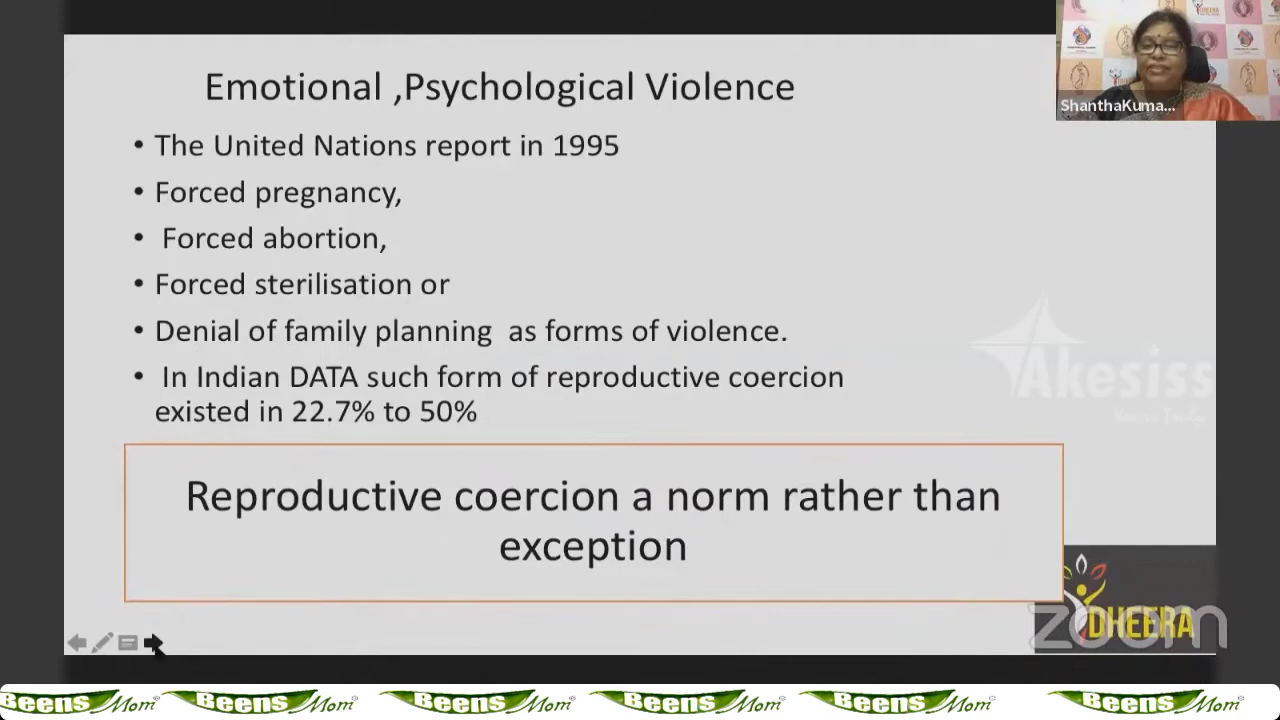 Emotional ,Psychological Violence
• The United Nations report in 1995
• Forced pregnancy,
• Forced abortion,
• Forced sterilisation or
• Denial of family planning as forms of violence.
• In Indian DATA such form of reproductive coercion
existed in 22.7% to 50%
Reproductive coercion a norm rather than
exception
ShanthaKuma...
Akesiss
DHEERA
zoom
Beens Mom Beens Mom Beens Mom Beens Mom Beens Mom Beens Mom